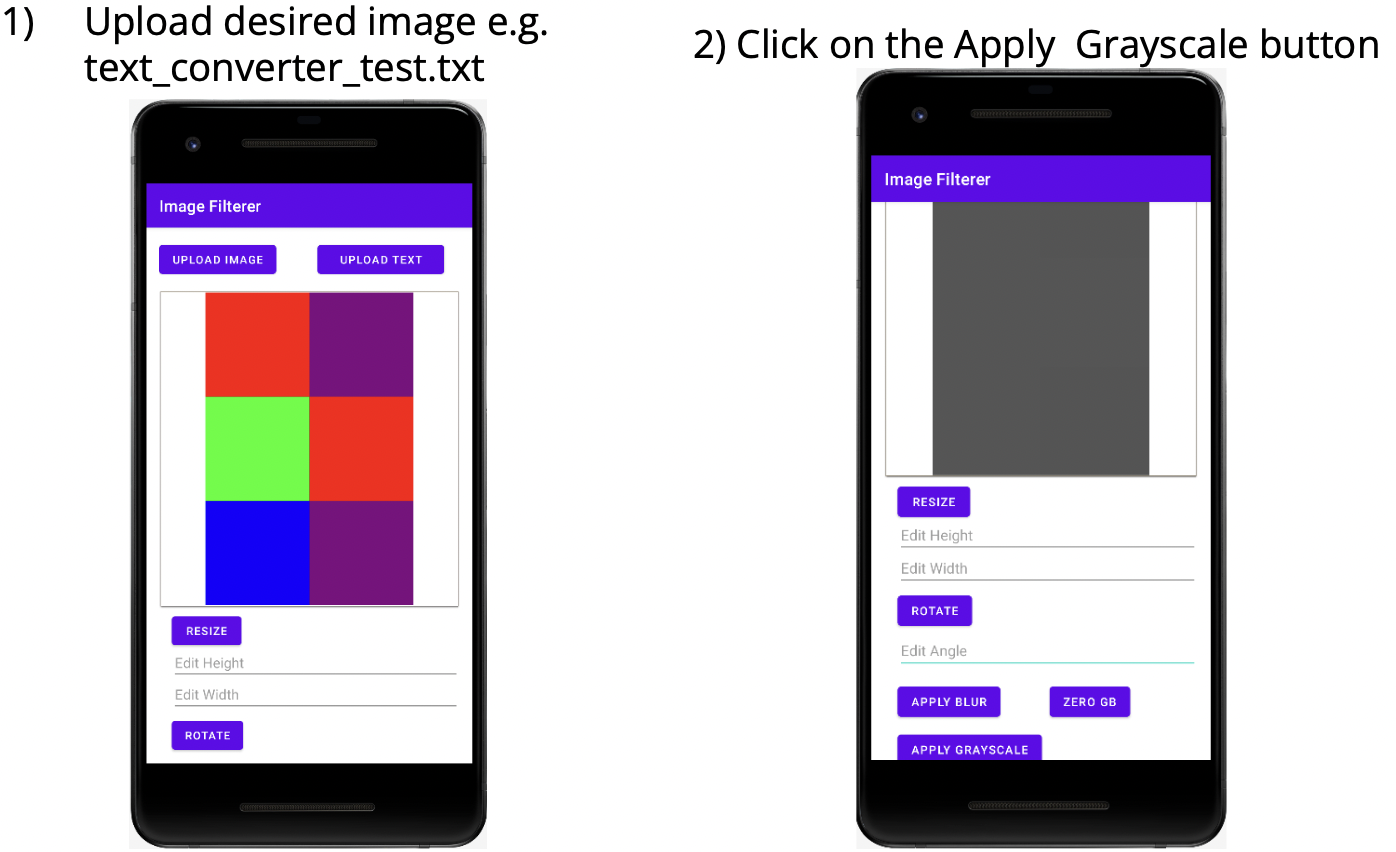 1) Upload desired image e.g.
text_converter_test.txt
Image Filterer
UPLOAD IMAGE UPLOAD TEXT
RESIZE
Edit Height
Edit Width
ROTATE
2) Click on the Apply  Grayscale button
Image Filterer
RESIZE
Edit Height
Edit Width
ROTATE
Edit Angle
APPLY BLUR ZERO GB
APPLY GRAYSCALE